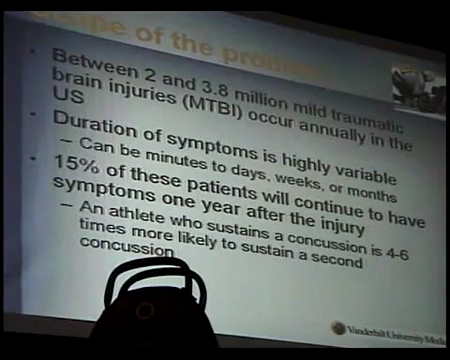 of the problem
• Between 2 and 3.8 million mild traumatic
brain injuries (MTBI) occur annually in the
US
• Duration of symptoms is highly variable
– Can be minutes to days, weeks, or months
• 15% of these patients will continue to have
symptoms one year after the injury
– An athlete who sustains a concussion is 4-6
times more likely to sustain a second
concussion
Vanderbilt University Medic